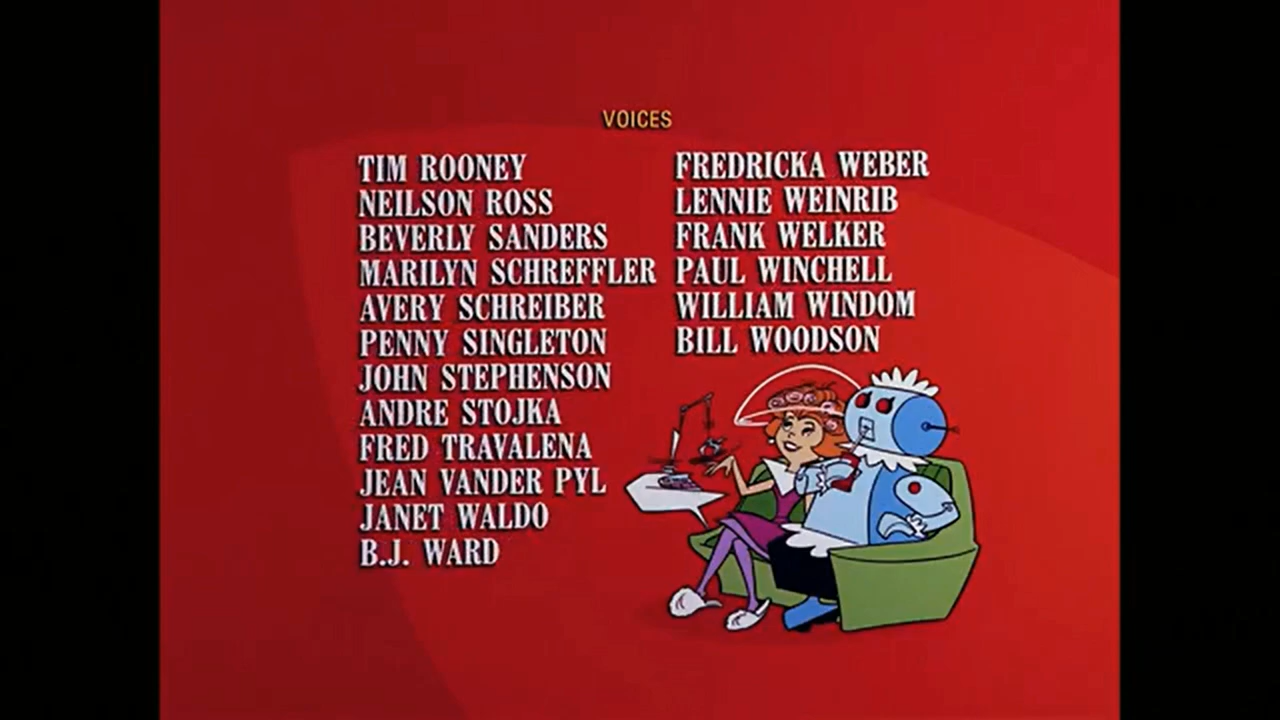 VOICES
TIM ROONEY
NEILSON ROSS
BEVERLY SANDERS
MARILYN SCHREFFLER
AVERY SCHREIBER
PENNY SINGLETON
JOHN STEPHENSON
ANDRE STOJKA
FRED TRAVALENA
JEAN VANDER PYL
JANET WALDO
B.J. WARD
FREDRICKA WEBER
LENNIE WEINRIB
FRANK WELKER
PAUL WINCHELL
WILLIAM WINDOM
BILL WOODSON